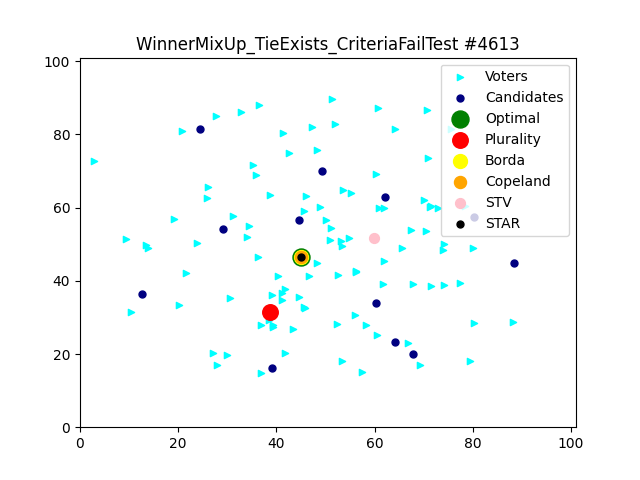 WinnerMixUp_TieExists_CriteriaFailTest #4613
100
80
60
40
20
0
0
20
40
60
80
100
Voters
Candidates
Optimal
Plurality
Borda
Copeland
STV
STAR